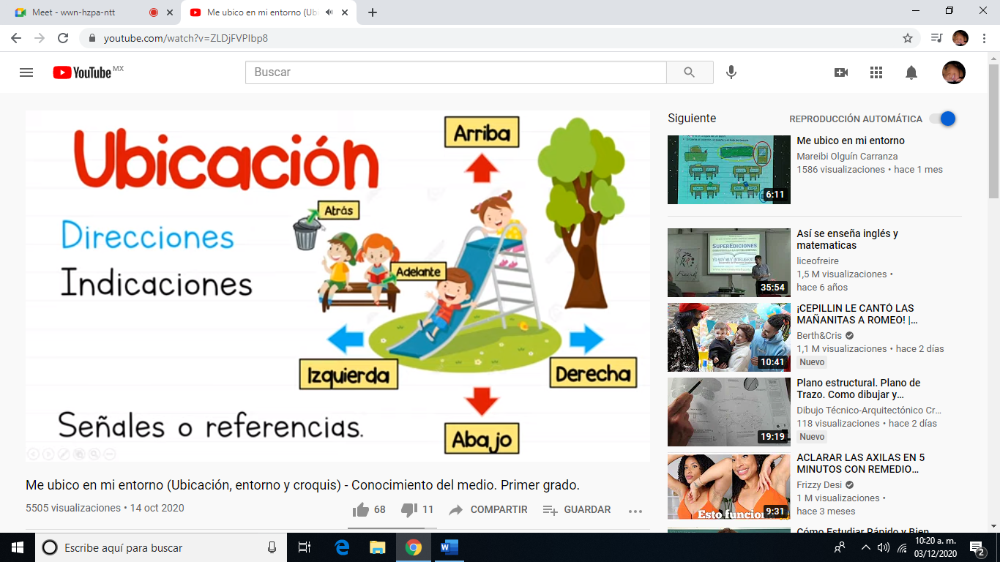 Meet - wwn-hzpa-ntt
Me ubico en mi entorno (Ubi
youtube.com/watch?v=ZLDjFVPIbp8
YouTube MX
Buscar
Ubicación
Direcciones
Indicaciones
Señales o referencias.
Arriba
Atrás
Adelante
Izquierda
Derecha
Abajo
Me ubico en mi entorno (Ubicación, entorno y croquis) - Conocimiento del medio. Primer grado.
5505 visualizaciones • 14 oct 2020
68
11
COMPARTIR
GUARDAR
Siguiente
REPRODUCCIÓN AUTOMÁTICA
6:11
Me ubico en mi entorno
Mareibi Olguín Carranza
1586 visualizaciones • hace 1 mes
SUPEREDICIONES
35:54
Así se enseña inglés y
matematicas
liceofreire
1,5 M visualizaciones •
hace 6 años
10:41
¡CEPILLIN LE CANTÓ LAS
MAÑANITAS A ROMEO! |...
Berth&Cris
1,1 M visualizaciones • hace 2 días
Nuevo
19:19
Plano estructural. Plano de
Trazo. Como dibujar y...
Dibujo Técnico-Arquitectónico Cr...
118 visualizaciones • hace 2 días
Nuevo
Esto funcion
9:31
ACLARAR LAS AXILAS EN 5
MINUTOS CON REMEDIO...
Frizzy Desi
1 M visualizaciones •
hace 3 meses
Cómo Estudiar Rápido y Bien
Escribe aquí para buscar
10:20 a. m.
03/12/2020
2